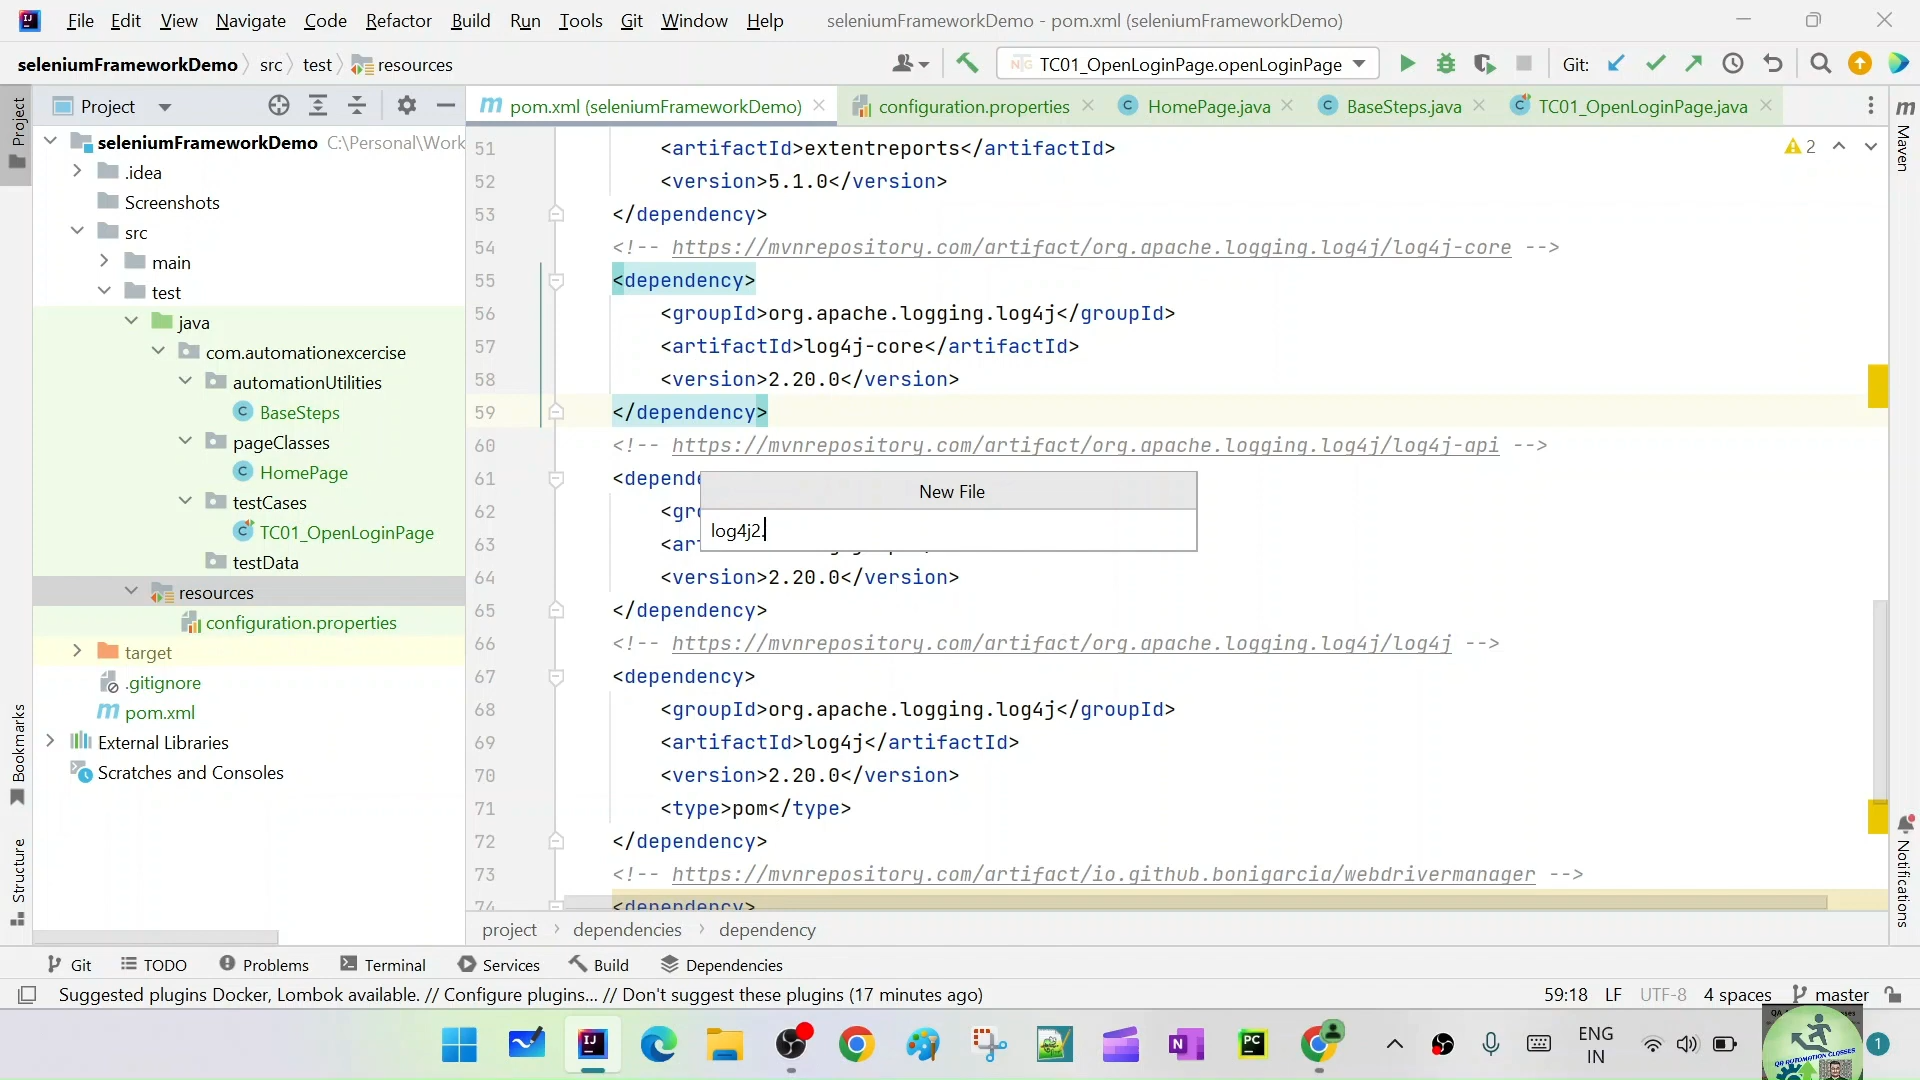 File Edit View Navigate Code Refactor Build Run Tools Git Window Help seleniumFrameworkDemo - pom.xml (seleniumFrameworkDemo)
seleniumFrameworkDemo src test resources TC01_OpenLoginPage.openLoginPage Git:
Project
pom.xml (seleniumFrameworkDemo) configuration.properties HomePage.java BaseSteps.java TC01_OpenLoginPage.java
Project
Bookmarks
Structure
seleniumFrameworkDemo C:\Personal\Work
.idea
Screenshots
src
main
test
java
com.automationexcercise
automationUtilities
BaseSteps
pageClasses
HomePage
testCases
TC01_OpenLoginPage
testData
resources
configuration.properties
target
.gitignore
pom.xml
External Libraries
Scratches and Consoles
2
51 <artifactId>extentreports</artifactId>
52 <version>5.1.0</version>
53 </dependency>
54 <!-- https://mvnrepository.com/artifact/org.apache.logging.log4j/log4j-core -->
55 <dependency>
56 <groupId>org.apache.logging.log4j</groupId>
57 <artifactId>log4j-core</artifactId>
58 <version>2.20.0</version>
59 </dependency>
60 <!-- https://mvnrepository.com/artifact/org.apache.logging.log4j/log4j-api -->
61 <depende
62 <gro
63 <art
64 <version>2.20.0</version>
65 </dependency>
66 <!-- https://mvnrepository.com/artifact/org.apache.logging.log4j/log4j -->
67 <dependency>
68 <groupId>org.apache.logging.log4j</groupId>
69 <artifactId>log4j</artifactId>
70 <version>2.20.0</version>
71 <type>pom</type>
72 </dependency>
73 <!-- https://mvnrepository.com/artifact/io.github.bonigarcia/webdrivermanager -->
74 <dependency>
New File
log4j2.
Maven
Notifications
project dependencies dependency
Git TODO Problems Terminal Services Build Dependencies
Suggested plugins Docker, Lombok available. // Configure plugins... // Don't suggest these plugins (17 minutes ago) 59:18 LF UTF-8 4 spaces master
ENG
IN
QA AUTOMATION CLASSES
1